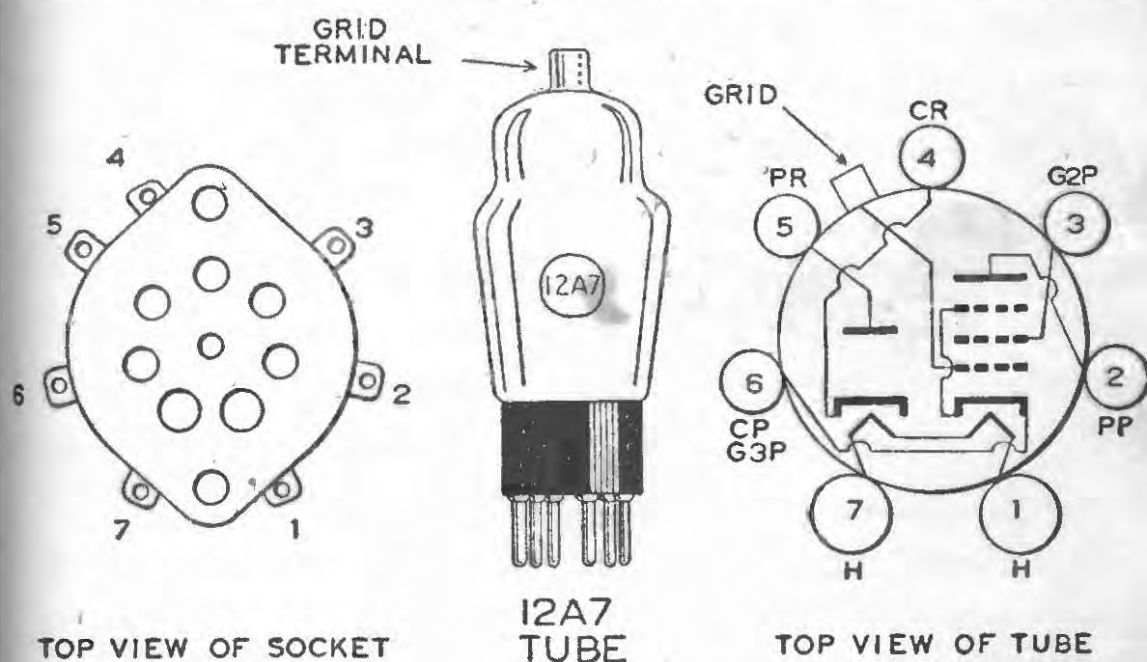 GRID
TERMINAL
4
5
3
6
2
7
1
TOP VIEW OF SOCKET
12A7
12A7
TUBE
GRID
CR
4
PR
5
G2P
3
6
CP
G3P
2
PP
7
H
1
H
TOP VIEW OF TUBE